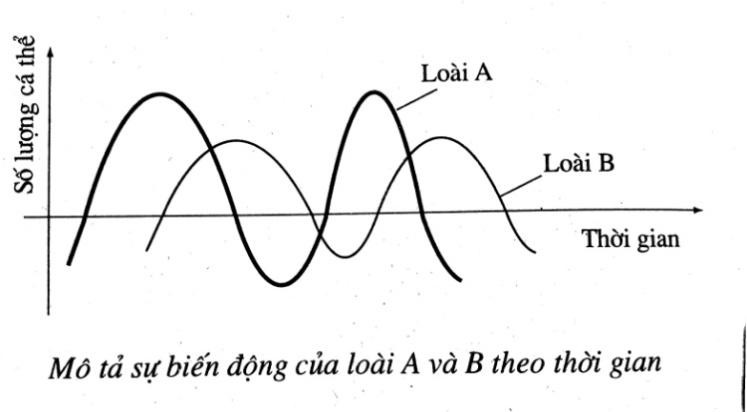 Số lượng cá thể
Loài A
Loài B
Thời gian
Mô tả sự biến động của loài A và B theo thời gian